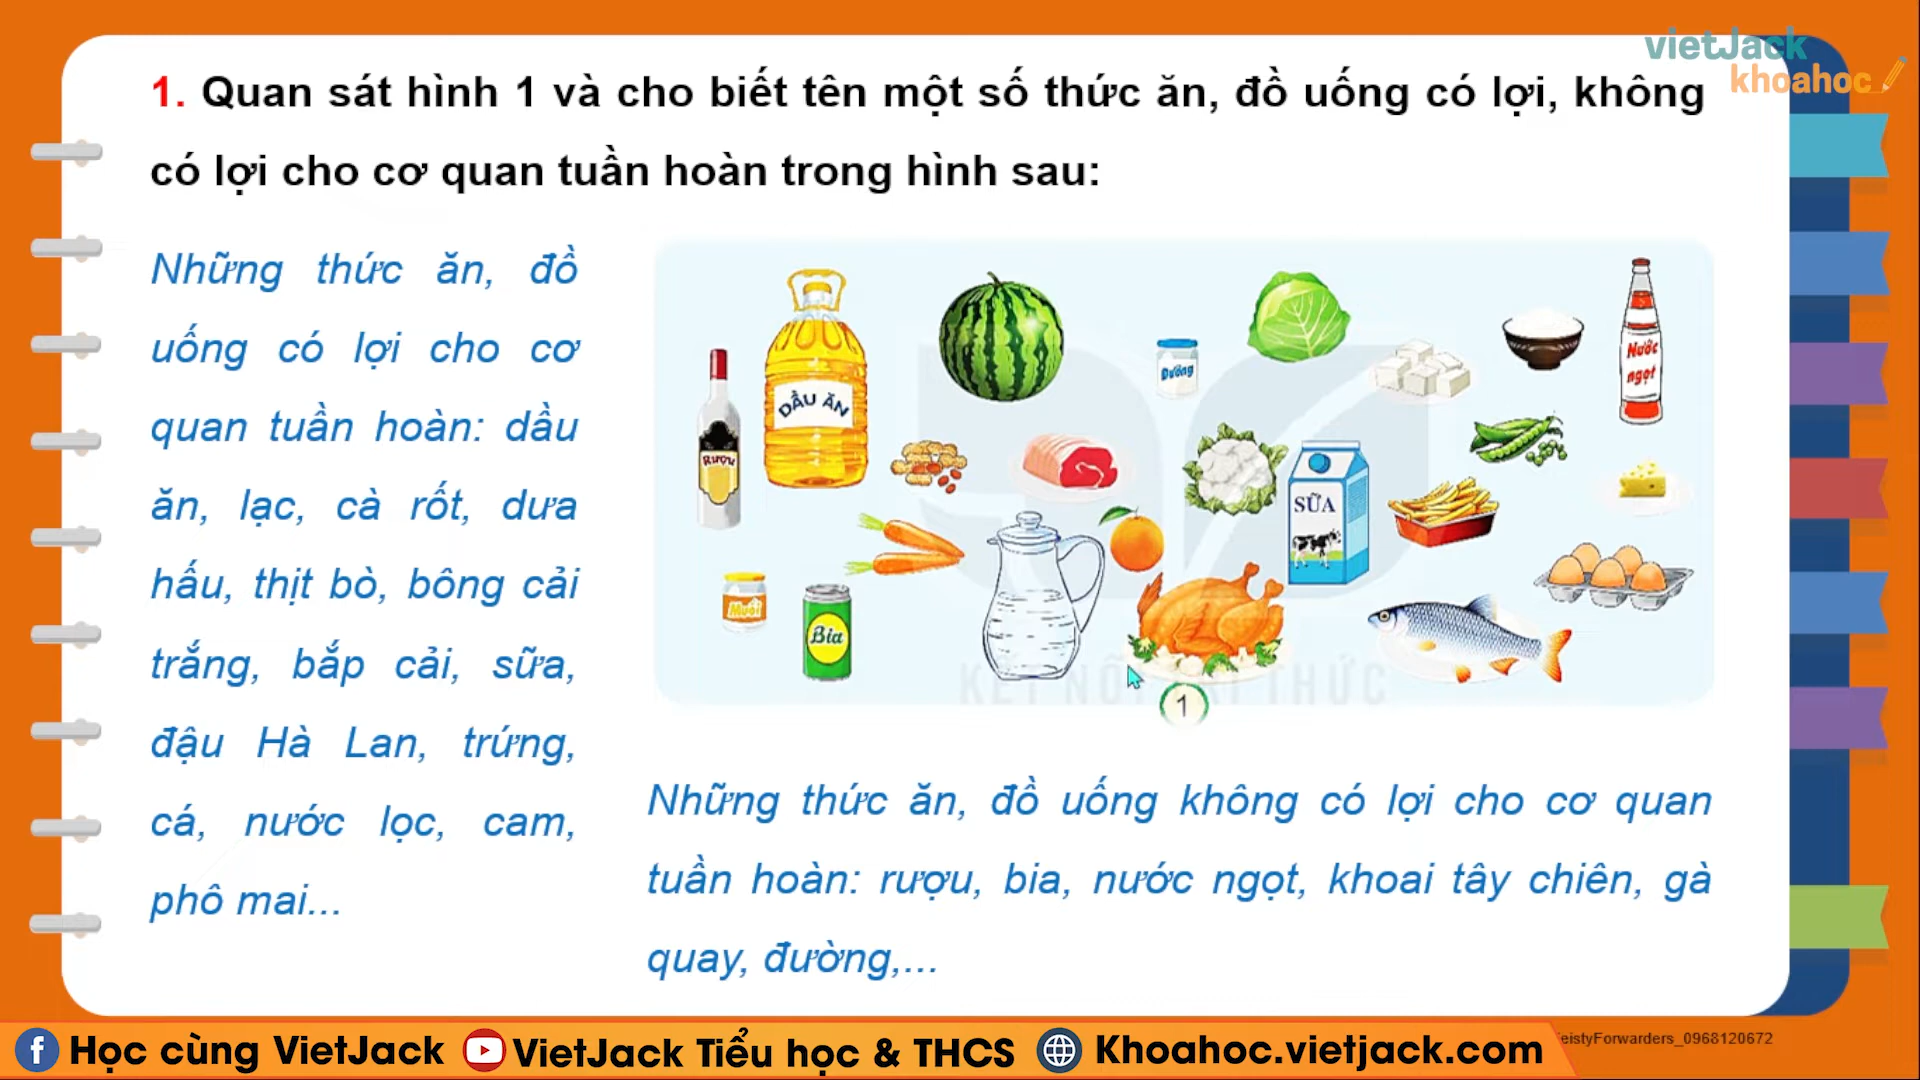 vietJack
khoahoc
1. Quan sát hình 1 và cho biết tên một số thức ăn, đồ uống có lợi, không
có lợi cho cơ quan tuần hoàn trong hình sau:
Những thức ăn, đồ
uống có lợi cho cơ
quan tuần hoàn: dầu
ăn, lạc, cà rốt, dưa
hấu, thịt bò, bông cải
trắng, bắp cải, sữa,
đậu Hà Lan, trứng,
cá, nước lọc, cam,
phô mai...
Rượu
DẦU ĂN
Đường
Nước
ngọt
SỮA
Muối
Bia
KẾT NỐI TRI THỨC
1
Những thức ăn, đồ uống không có lợi cho cơ quan
tuần hoàn: rượu, bia, nước ngọt, khoai tây chiên, gà
quay, đường,...
Học cùng VietJack
VietJack Tiểu học & THCS
Khoahoc.vietjack.com
eistyForwarders_0968120672